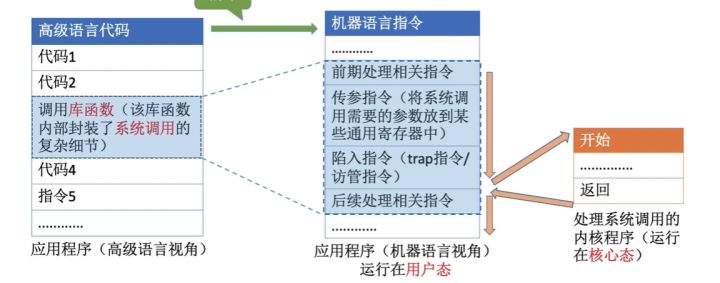 高级语言代码
代码1
代码2
调用库函数（该库函数
内部封装了系统调用的
复杂细节）
代码4
指令5
............
应用程序（高级语言视角）
机器语言指令
............
前期处理相关指令
传参指令（将系统调
用需要的参数放到某
些通用寄存器中）
陷入指令（trap指令/
访管指令）
后续处理相关指令
............
应用程序（机器语言视角）
运行在用户态
开始
..............
返回
处理系统调用的
内核程序（运行
在核心态）